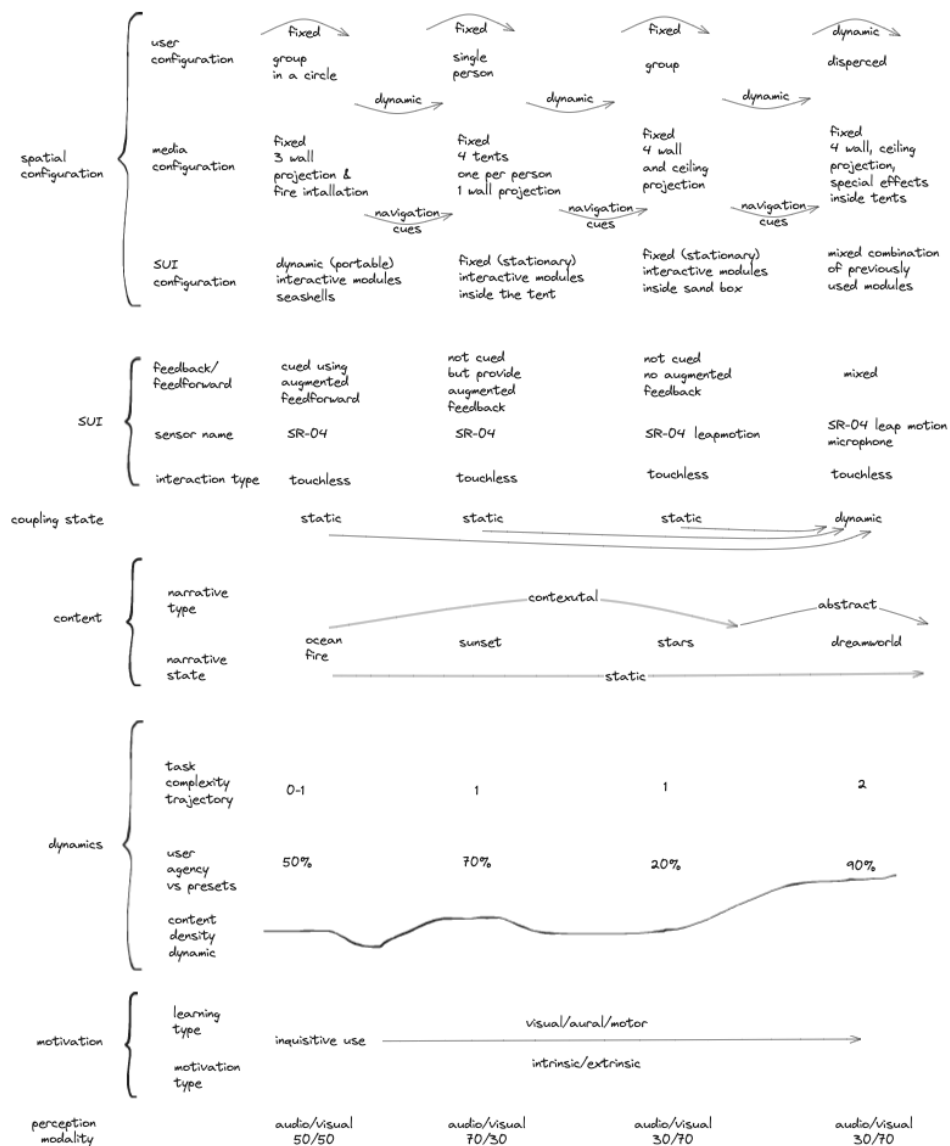 fixed
fixed
fixed
dynamic
user
configuration
group
in a circle
single
person
group
disperced
dynamic
dynamic
dynamic
spatial
configuration
media
configuration
fixed
3 wall
projection &
fire intallation
fixed
4 tents
one per person
1 wall projection
fixed
4 wall
and ceiling
projection
fixed
4 wall, ceiling
projection,
special effects
inside tents
navigation
cues
navigation
cues
navigation
cues
SUI
configuration
dynamic (portable)
interactive modules
seashells
fixed (stationary)
interactive modules
inside the tent
fixed (stationary)
interactive modules
inside sand box
mixed combination
of previously
used modules
SUI
feedback/
feedforward
cued using
augmented
feedforward
not cued
but provide
augmented
feedback
not cued
no augmented
feedback
mixed
sensor name
SR-04
SR-04
SR-04 leapmotion
SR-04 leap motion
microphone
interaction type
touchless
touchless
touchless
touchless
coupling state
static
static
static
dynamic
content
narrative
type
contexutal
abstract
ocean
fire
sunset
stars
dreamworld
narrative
state
static
dynamics
task
complexity
trajectory
0-1
1
1
2
user
agency
vs presets
50%
70%
20%
90%
content
density
dynamic
motivation
learning
type
visual/aural/motor
inquisitive use
motivation
type
intrinsic/extrinsic
perception
modality
audio/visual
50/50
audio/visual
70/30
audio/visual
30/70
audio/visual
30/70